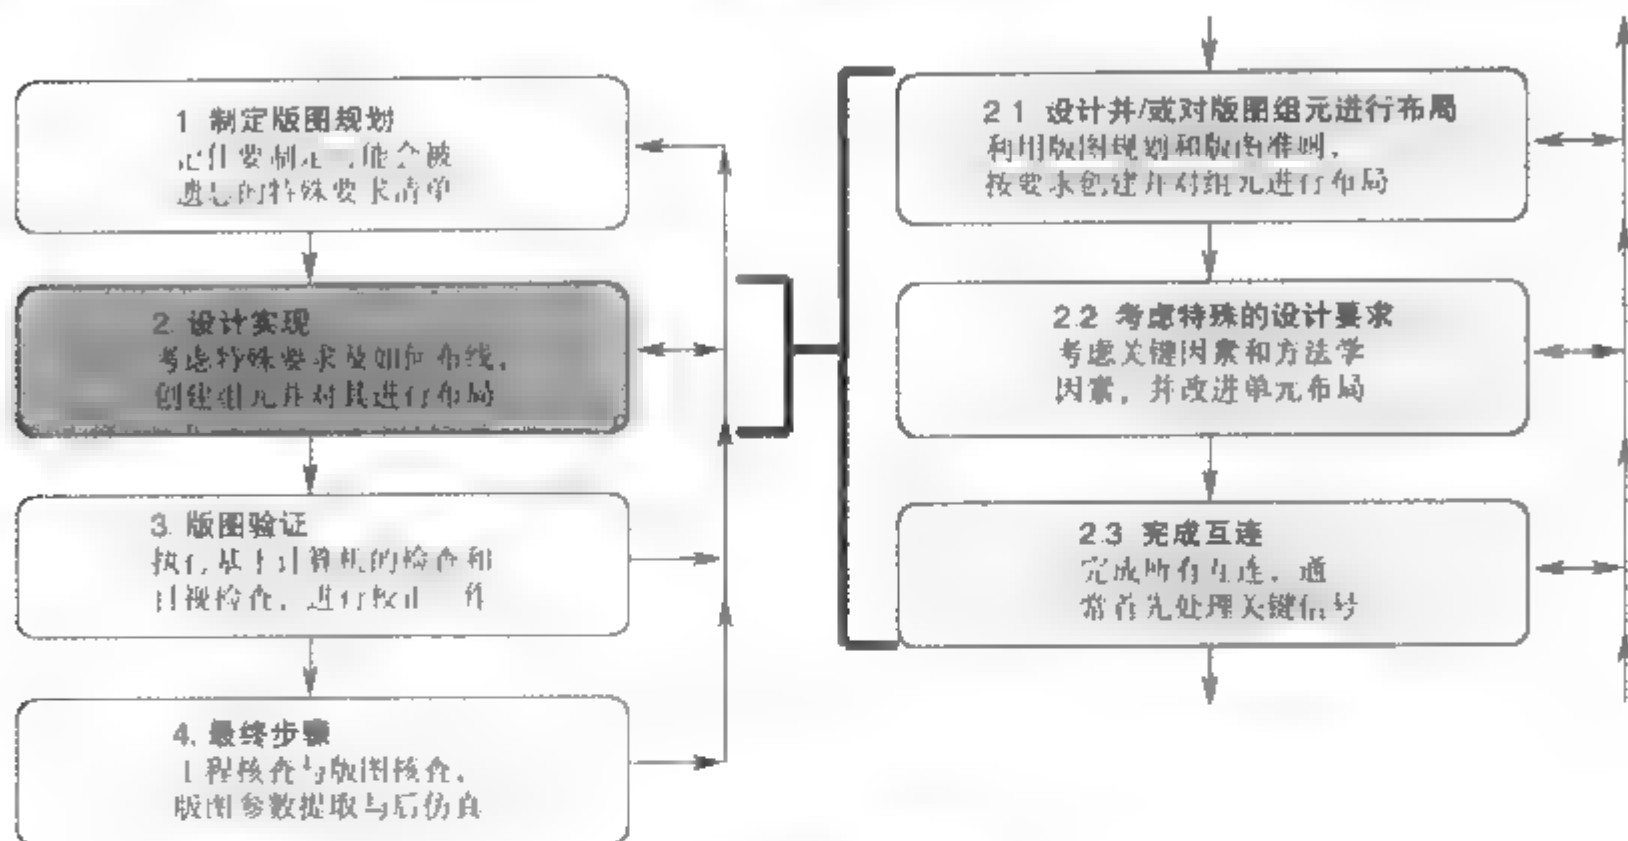 1 制定版图规划
记住要制定可能会被
遗忘的特殊要求清单
2. 设计实现
考虑特殊要求及如何布线,
创建组元并对其进行布局
3. 版图验证
执行基于计算机的检查和
目视检查, 进行校正工作
4. 最终步骤
工程核查与版图核查,
版图参数提取与后仿真
2.1 设计并/或对版图组元进行布局
利用版图规划和版图准则,
按要求创建并对组元进行布局
2.2 考虑特殊的设计要求
考虑关键因素和方法学
因素, 并改进单元布局
2.3 完成互连
完成所有互连, 通
常首先处理关键信号